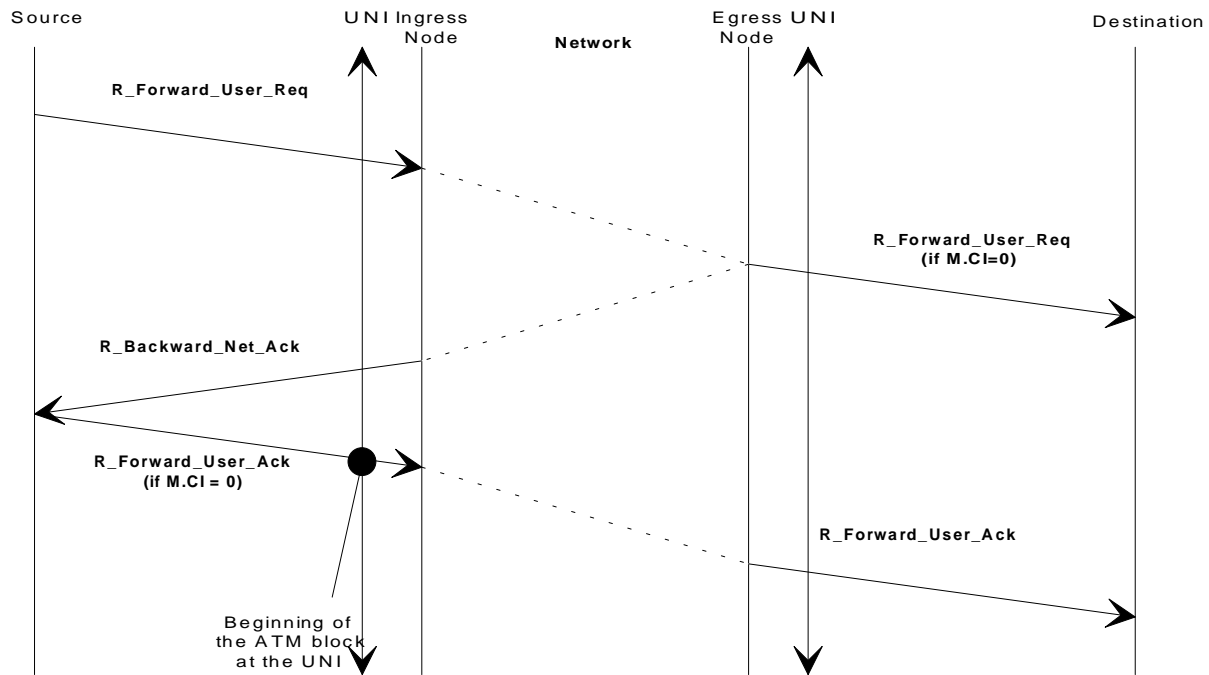 Source
UNI Ingress
Node
Network
Egress UNI
Node
Destination
R_Forward_User_Req
R_Forward_User_Req
(if M.CI=0)
R_Backward_Net_Ack
R_Forward_User_Ack
(if M.CI = 0)
R_Forward_User_Ack
Beginning of
the ATM block
at the UNI